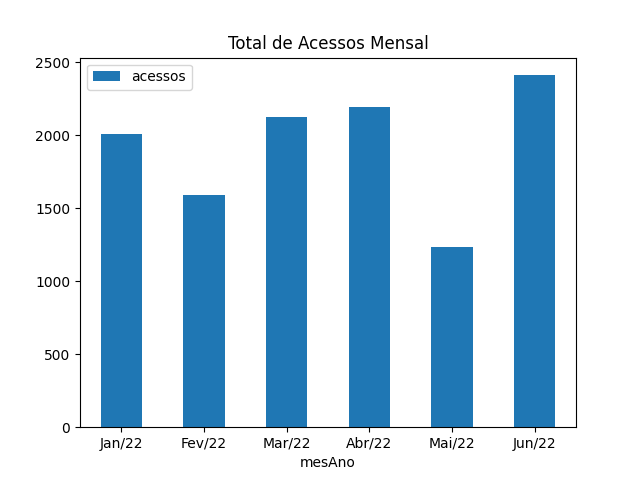 Total de Acessos Mensal
acessos
2500
2000
1500
1000
500
0
Jan/22 Fev/22 Mar/22 Abr/22 Mai/22 Jun/22
mesAno